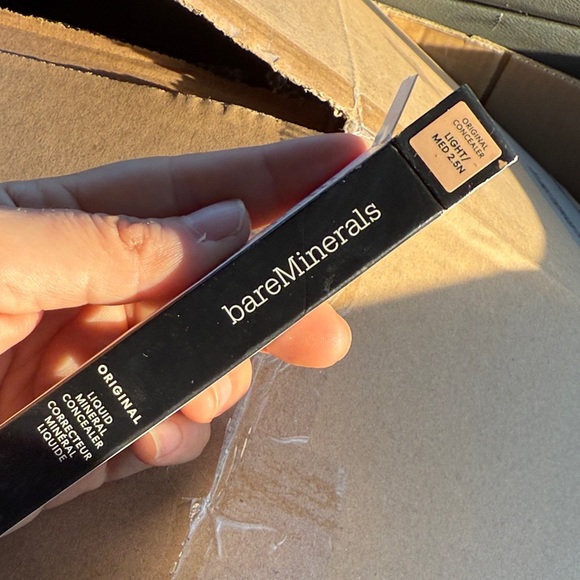 ORIGINAL
CONCEALER
LIGHT/
MED 2.5N
bareMinerals
ORIGINAL
LIQUID
MINERAL
CONCEALER
CORRECTEUR
MINÉRAL
LIQUIDE